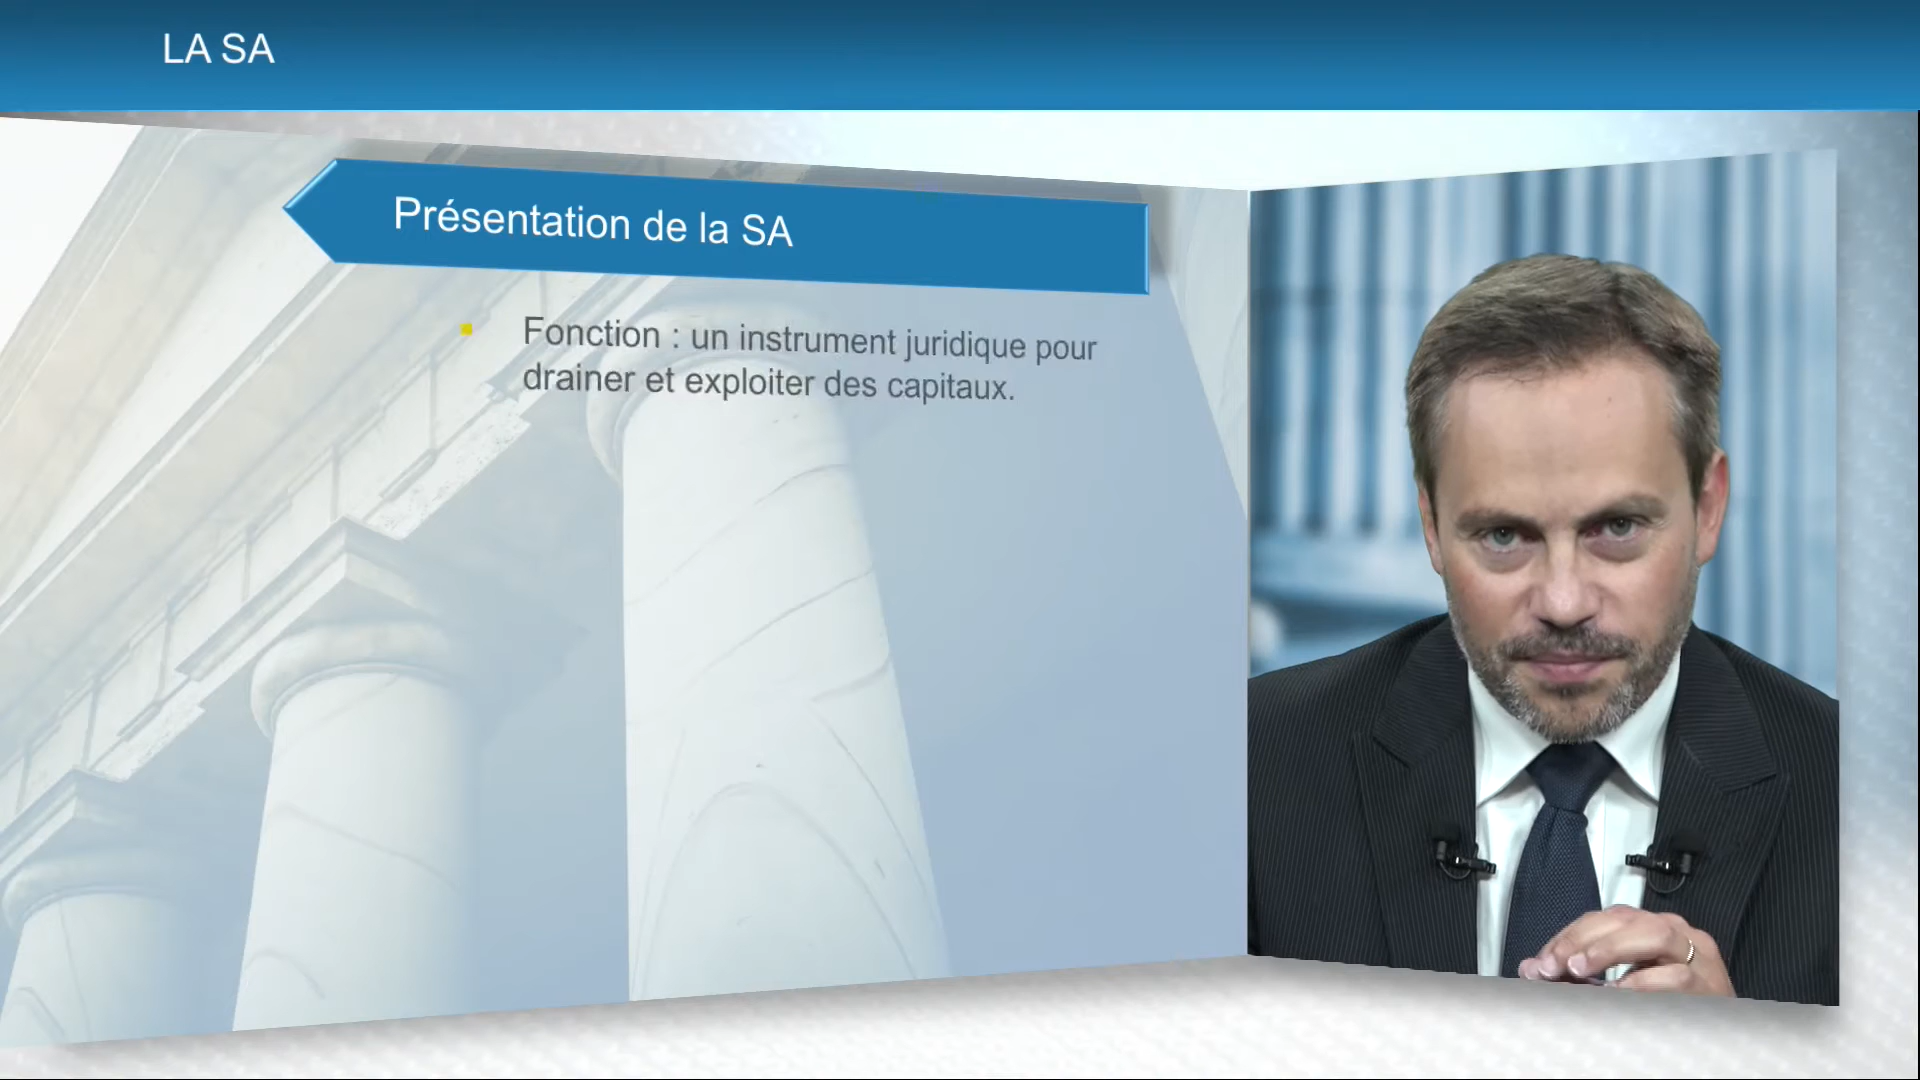 LA SA
Présentation de la SA
Fonction : un instrument juridique pour
drainer et exploiter des capitaux.